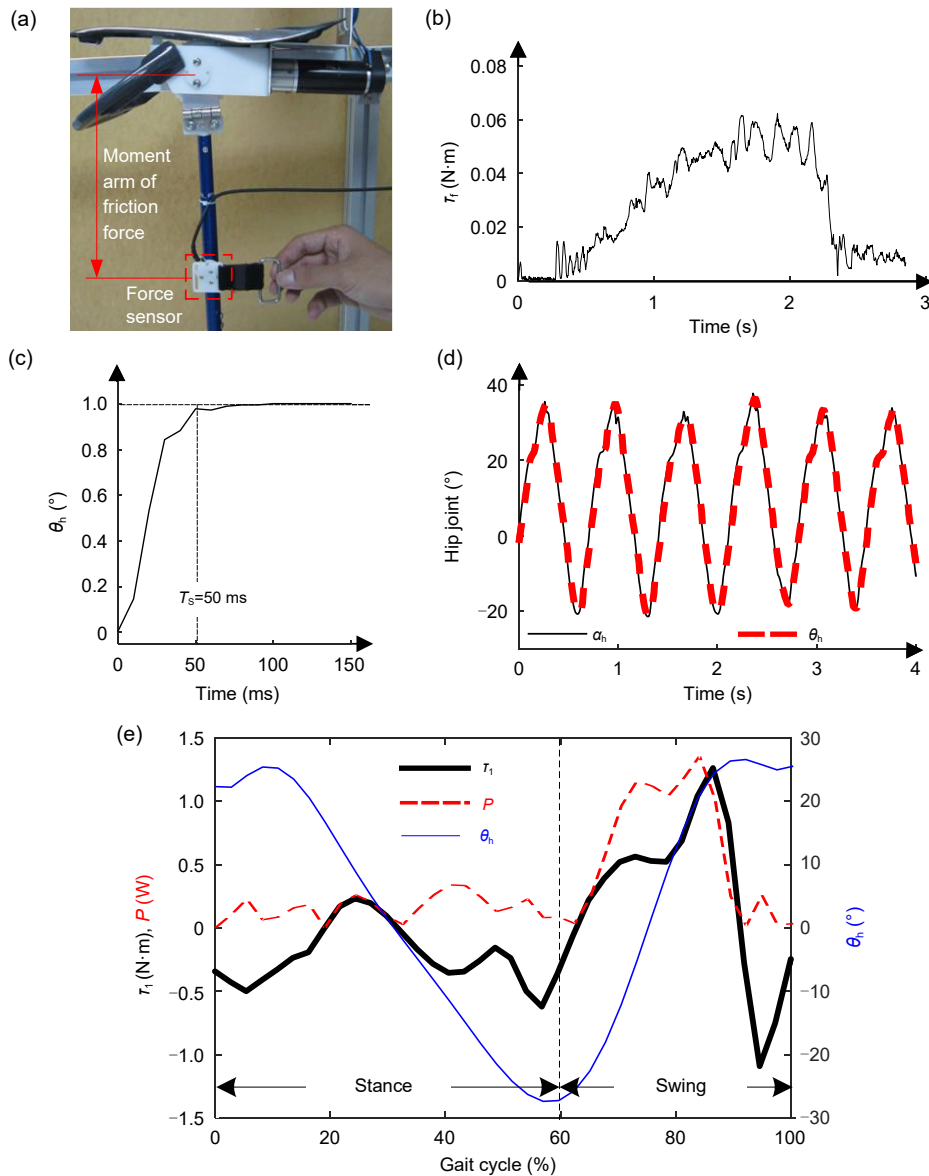 (a)
Moment
arm of
friction
force
Force
sensor
(b)
0.08
0.06
0.04
0.02
0
τf (N·m)
0
1
2
3
Time (s)
(c)
1.0
0.8
0.6
0.4
0.2
0
θh (°)
TS=50 ms
0
50
100
150
Time (ms)
(d)
40
20
0
−20
Hip joint (°)
αh
θh
0
1
2
3
4
Time (s)
(e)
1.5
1.0
0.5
0
−0.5
−1.0
−1.5
τ1 (N·m), P (W)
τ1
P
θh
30
20
10
0
−10
−20
−30
θh (°)
Stance
Swing
0
20
40
60
80
100
Gait cycle (%)